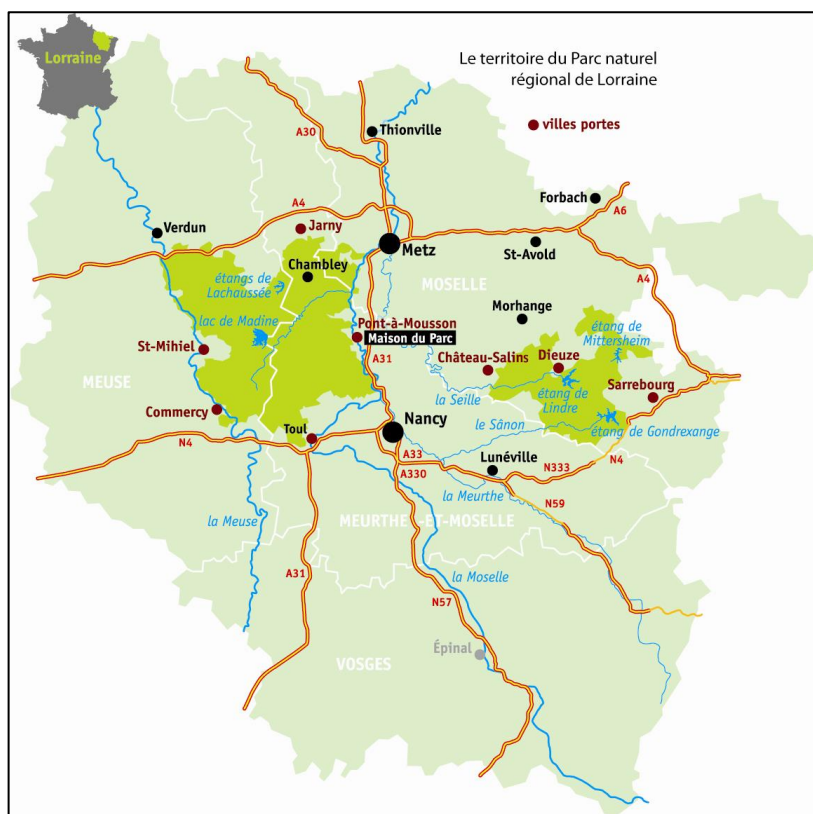 Lorraine
Le territoire du Parc naturel
régional de Lorraine
villes portes
A30
Thionville
Forbach
A6
A4
Jarny
Verdun
Metz
St-Avold
Chambley
étangs de
Lachaussée
MOSELLE
A4
lac de Madine
Morhange
étang de
Mittersheim
Pont-à-Mousson
Maison du Parc
St-Mihiel
A31
Château-Salins
Dieuze
MEUSE
Sarrebourg
la Seille
étang de
Lindre
Commercy
Nancy
le Sânon
étang de Gondrexange
Toul
N4
A33
A330
Lunéville
N333
N4
la Meurthe
N59
la Meuse
MEURTHE-ET-MOSELLE
A31
la Moselle
N57
Épinal
VOSGES